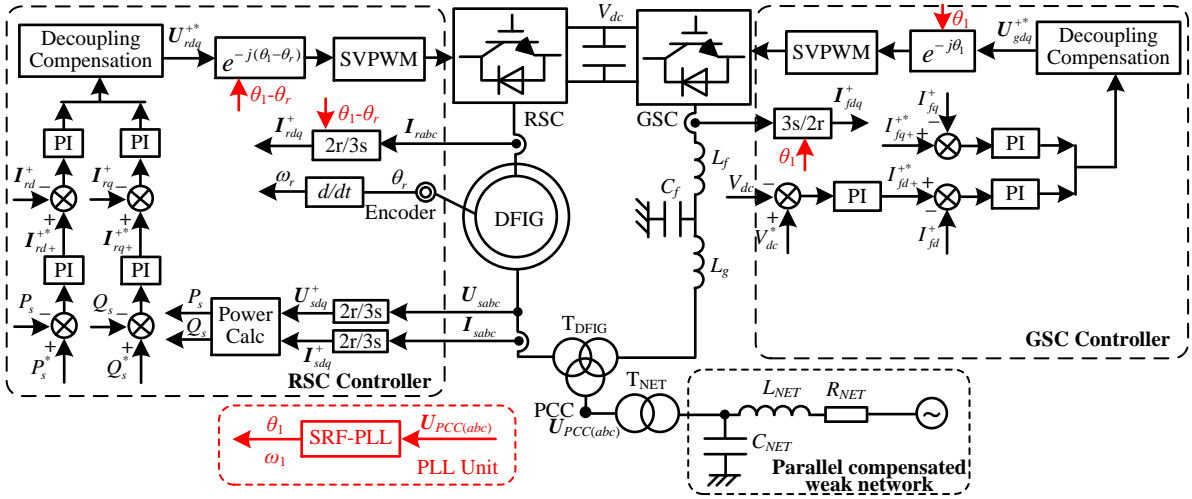 Decoupling Compensation
U⁺*rdq
e^−j(θ₁−θr)
SVPWM
θ₁-θr
θ₁-θr
PI
PI
I⁺rdq
2r/3s
Irabc
RSC
I⁺rd
−
I⁺rq
−
+
+
ωr
d/dt
θr
Encoder
DFIG
I⁺*rd+
I⁺*rq+
PI
PI
Ps
−
Qs
−
+
+
P*s
Q*s
Ps
Qs
Power Calc
U⁺sdq
2r/3s
Usabc
I⁺sdq
2r/3s
Isabc
RSC Controller
Vdc
GSC
Lf
Cf
Lg
TDFIG
TNET
PCC
UPCC(abc)
θ₁
SVPWM
e^−jθ₁
U⁺*gdq
Decoupling Compensation
3s/2r
I⁺fdq
θ₁
I⁺fq
−
I⁺*fq+
+
PI
Vdc
−
+
V*dc
PI
I⁺*fd+
+
−
I⁺fd
PI
GSC Controller
θ₁
ω₁
SRF-PLL
UPCC(abc)
PLL Unit
LNET
RNET
CNET
~
Parallel compensated
weak network